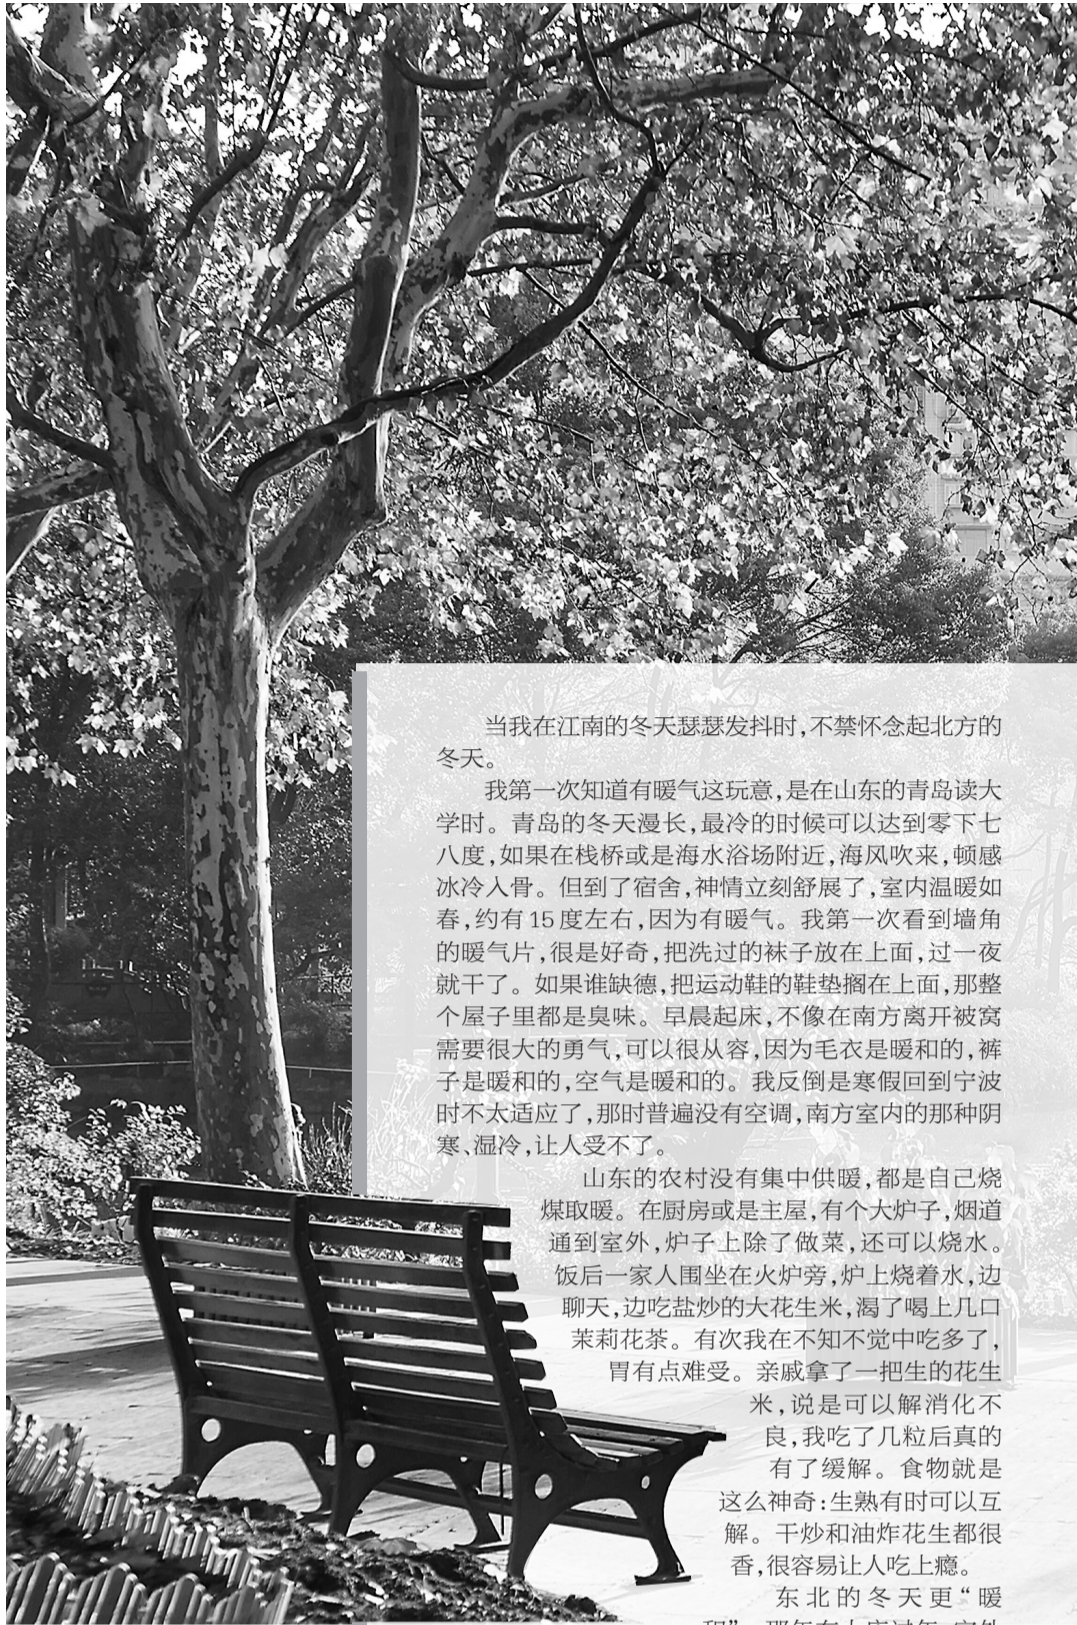 当我在江南的冬天瑟瑟发抖时,不禁怀念起北方的
冬天。
我第一次知道有暖气这玩意,是在山东的青岛读大
学时。青岛的冬天漫长,最冷的时候可以达到零下七
八度,如果在栈桥或是海水浴场附近,海风吹来,顿感
冰冷入骨。但到了宿舍,神情立刻舒展了,室内温暖如
春,约有15度左右,因为有暖气。我第一次看到墙角
的暖气片,很是好奇,把洗过的袜子放在上面,过一夜
就干了。如果谁缺德,把运动鞋的鞋垫搁在上面,那整
个屋子里都是臭味。早晨起床,不像在南方离开被窝
需要很大的勇气,可以很从容,因为毛衣是暖和的,裤
子是暖和的,空气是暖和的。我反倒是寒假回到宁波
时不太适应了,那时普遍没有空调,南方室内的那种阴
寒、湿冷,让人受不了。
山东的农村没有集中供暖,都是自己烧
煤取暖。在厨房或是主屋,有个大炉子,烟道
通到室外,炉子上除了做菜,还可以烧水。
饭后一家人围坐在火炉旁,炉上烧着水,边
聊天,边吃盐炒的大花生米,渴了喝上几口
茉莉花茶。有次我在不知不觉中吃多了,
胃有点难受。亲戚拿了一把生的花生
米,说是可以解消化不
良,我吃了几粒后真的
有了缓解。食物就是
这么神奇:生熟有时可以互
解。干炒和油炸花生都很
香,很容易让人吃上瘾。
东北的冬天更“暖